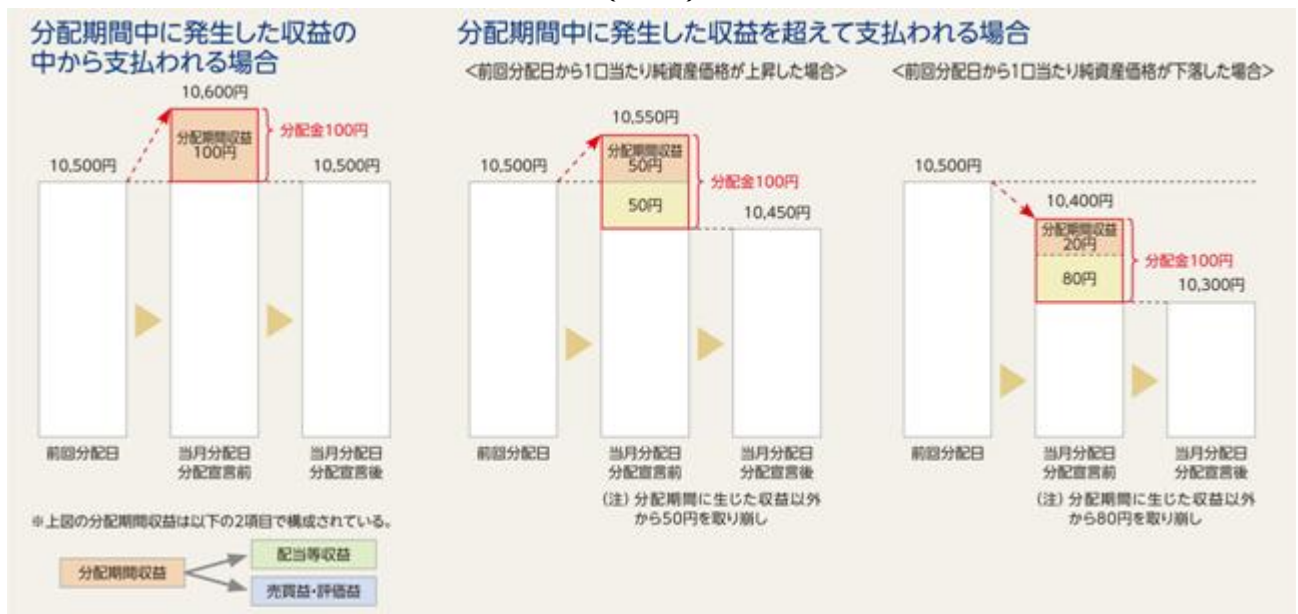 分配期間中に発生した収益の
中から支払われる場合
10,600円
分配期間収益
100円
分配金100円
10,500円
10,500円
前回分配日
当月分配日
分配宣言前
当月分配日
分配宣言後
※上図の分配期間収益は以下の2項目で構成されている。
分配期間収益
配当等収益
売買益・評価益
分配期間中に発生した収益を超えて支払われる場合
<前回分配日から1口当たり純資産価格が上昇した場合>
10,550円
分配期間収益
50円
50円
分配金100円
10,500円
10,450円
前回分配日
当月分配日
分配宣言前
当月分配日
分配宣言後
(注) 分配期間に生じた収益以外
から50円を取り崩し
<前回分配日から1口当たり純資産価格が下落した場合>
10,500円
10,400円
分配期間収益
20円
80円
分配金100円
10,300円
前回分配日
当月分配日
分配宣言前
当月分配日
分配宣言後
(注) 分配期間に生じた収益以外
から80円を取り崩し